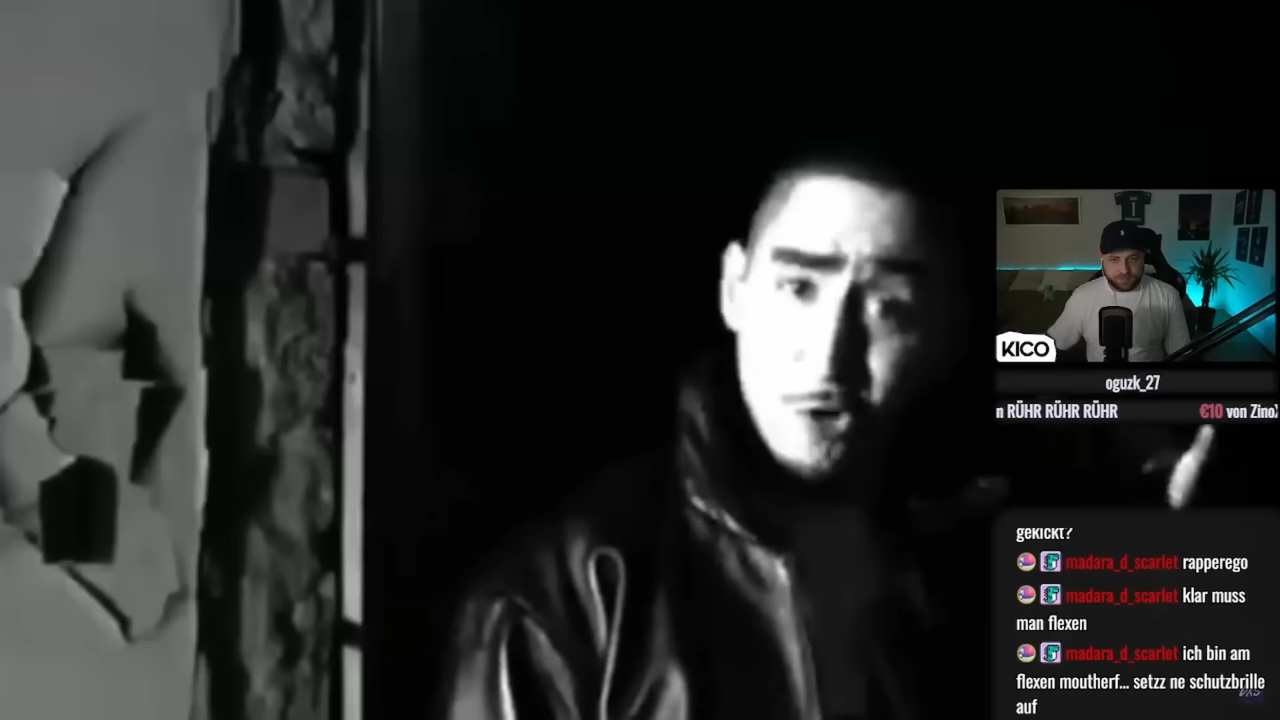 KICO
oguzk_27
n RÜHR RÜHR RÜHR €10 von Zino
gekickt?
madara_d_scarlet rapperego
madara_d_scarlet klar muss
man flexen
madara_d_scarlet ich bin am
flexen moutherf... setzz ne schutzbrille
auf